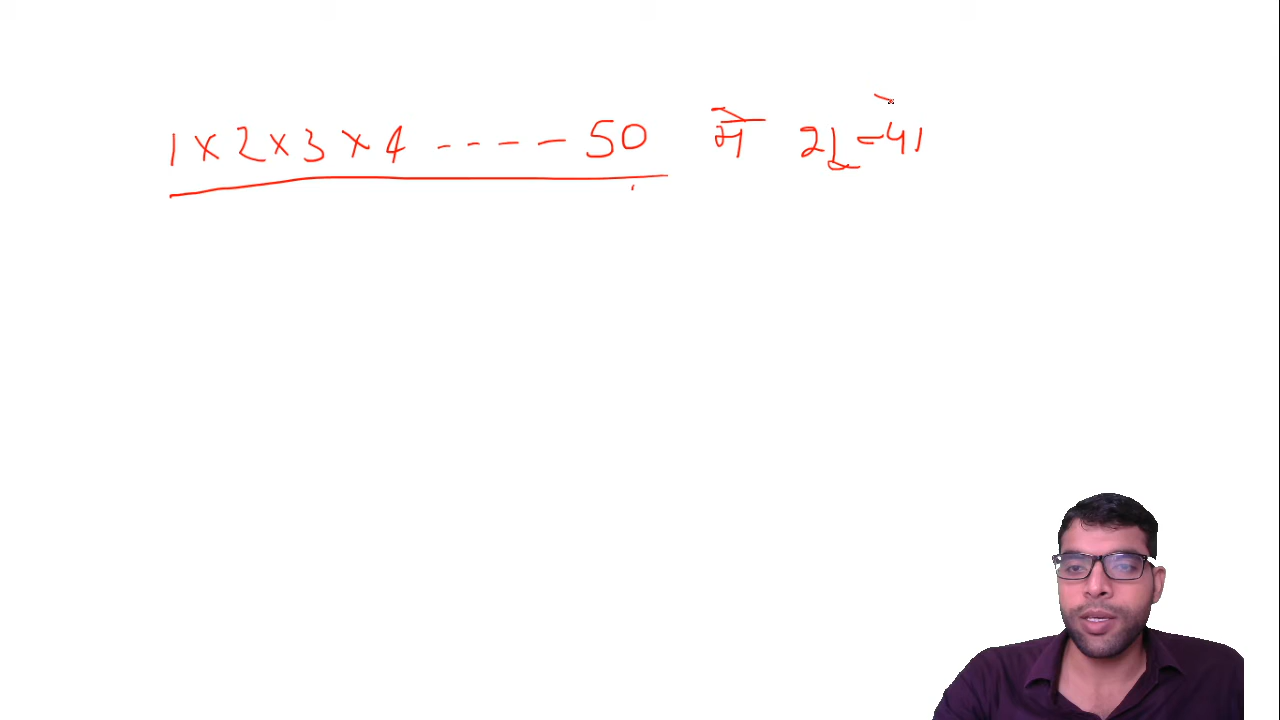 1 × 2 × 3 × 4 ----- 50 में शून्यो